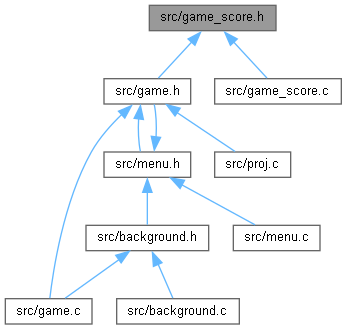 src/game_score.h
src/game.h
src/game_score.c
src/menu.h
src/proj.c
src/background.h
src/menu.c
src/game.c
src/background.c